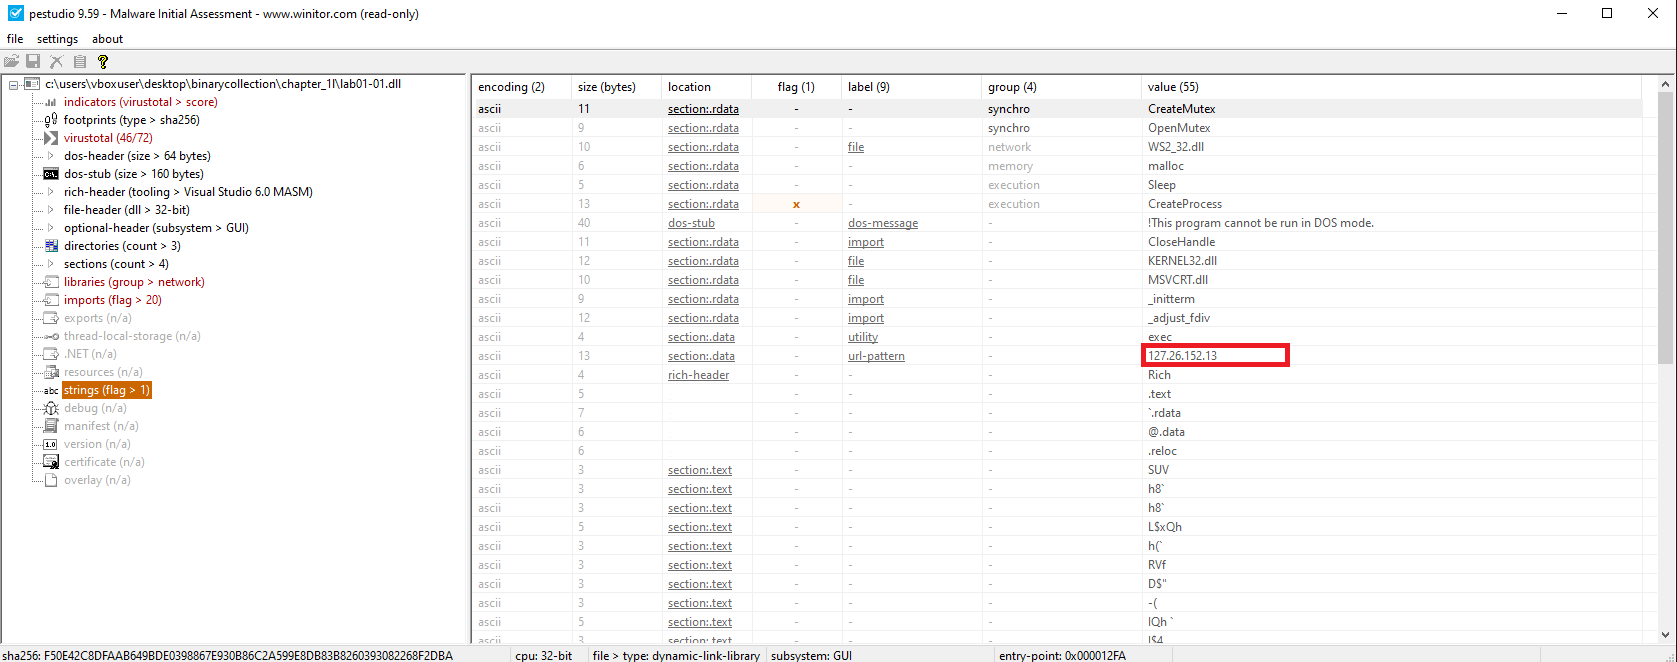 pestudio 9.59 - Malware Initial Assessment - www.winitor.com (read-only)
file settings about
c:\users\vboxuser\desktop\binarycollection\chapter_1l\lab01-01.dll
indicators (virustotal > score)
footprints (type > sha256)
virustotal (46/72)
dos-header (size > 64 bytes)
dos-stub (size > 160 bytes)
rich-header (tooling > Visual Studio 6.0 MASM)
file-header (dll > 32-bit)
optional-header (subsystem > GUI)
directories (count > 3)
sections (count > 4)
libraries (group > network)
imports (flag > 20)
exports (n/a)
thread-local-storage (n/a)
.NET (n/a)
resources (n/a)
abc strings (flag > 1)
debug (n/a)
manifest (n/a)
1.0 version (n/a)
certificate (n/a)
overlay (n/a)
encoding (2) size (bytes) location flag (1) label (9) group (4) value (55)
ascii 11 section:.rdata - - synchro CreateMutex
ascii 9 section:.rdata - - synchro OpenMutex
ascii 10 section:.rdata - file network WS2_32.dll
ascii 6 section:.rdata - - memory malloc
ascii 5 section:.rdata - - execution Sleep
ascii 13 section:.rdata x - execution CreateProcess
ascii 40 dos-stub - dos-message - !This program cannot be run in DOS mode.
ascii 11 section:.rdata - import - CloseHandle
ascii 12 section:.rdata - file - KERNEL32.dll
ascii 10 section:.rdata - file - MSVCRT.dll
ascii 9 section:.rdata - import - _initterm
ascii 12 section:.rdata - import - _adjust_fdiv
ascii 4 section:.data - utility - exec
ascii 13 section:.data - url-pattern - 127.26.152.13
ascii 4 rich-header - - - Rich
ascii 5 - - - .text
ascii 7 - - - `.rdata
ascii 6 - - - @.data
ascii 6 - - - .reloc
ascii 3 section:.text - - - SUV
ascii 3 section:.text - - - h8`
ascii 3 section:.text - - - h8`
ascii 5 section:.text - - - L$xQh
ascii 3 section:.text - - - h(`
ascii 3 section:.text - - - RVf
ascii 3 section:.text - - - D$"
ascii 3 section:.text - - - -(
ascii 5 section:.text - - - IQh `
ascii 3 section:.text - - - I$4
sha256: F50E42C8DFAAB649BDE0398867E930B86C2A599E8DB83B8260393082268F2DBA cpu: 32-bit file > type: dynamic-link-library subsystem: GUI entry-point: 0x000012FA